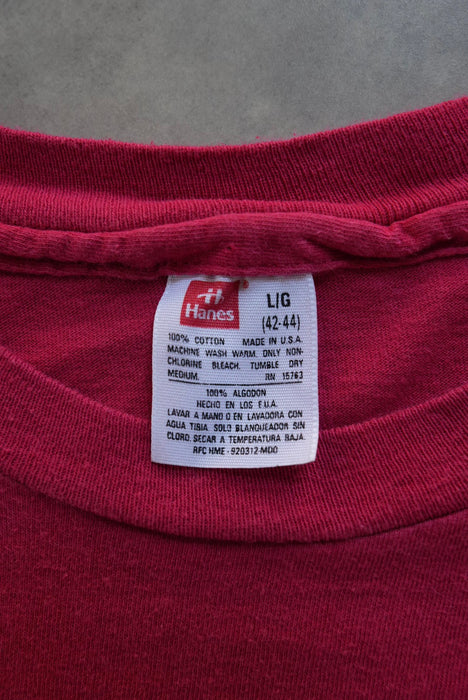 H
Hanes
L/G
(42-44)
100% COTTON MADE IN U.S.A.
MACHINE WASH WARM. ONLY NON-
CHLORINE BLEACH. TUMBLE DRY
MEDIUM. RN 15763
100% ALGODON
HECHO EN LOS E.U.A.
LAVAR A MANO O EN LAVADORA CON
AGUA TIBIA. SOLO BLANQUEADOR SIN
CLORO. SECAR A TEMPERATURA BAJA.
RFC HME-920312-MD0